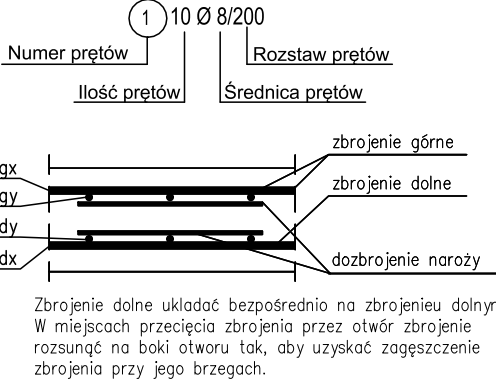 1 10 Ø 8/200
Numer prętów
Rozstaw prętów
Ilość prętów
Średnica prętów
zbrojenie górne
gx
zbrojenie dolne
gy
dy
dx
dozbrojenie naroży
Zbrojenie dolne ukladać bezpośrednio na zbrojenieu dolnyr
W miejscach przecięcia zbrojenia przez otwór zbrojenie
rozsunąć na boki otworu tak, aby uzyskać zagęszczenie
zbrojenia przy jego brzegach.